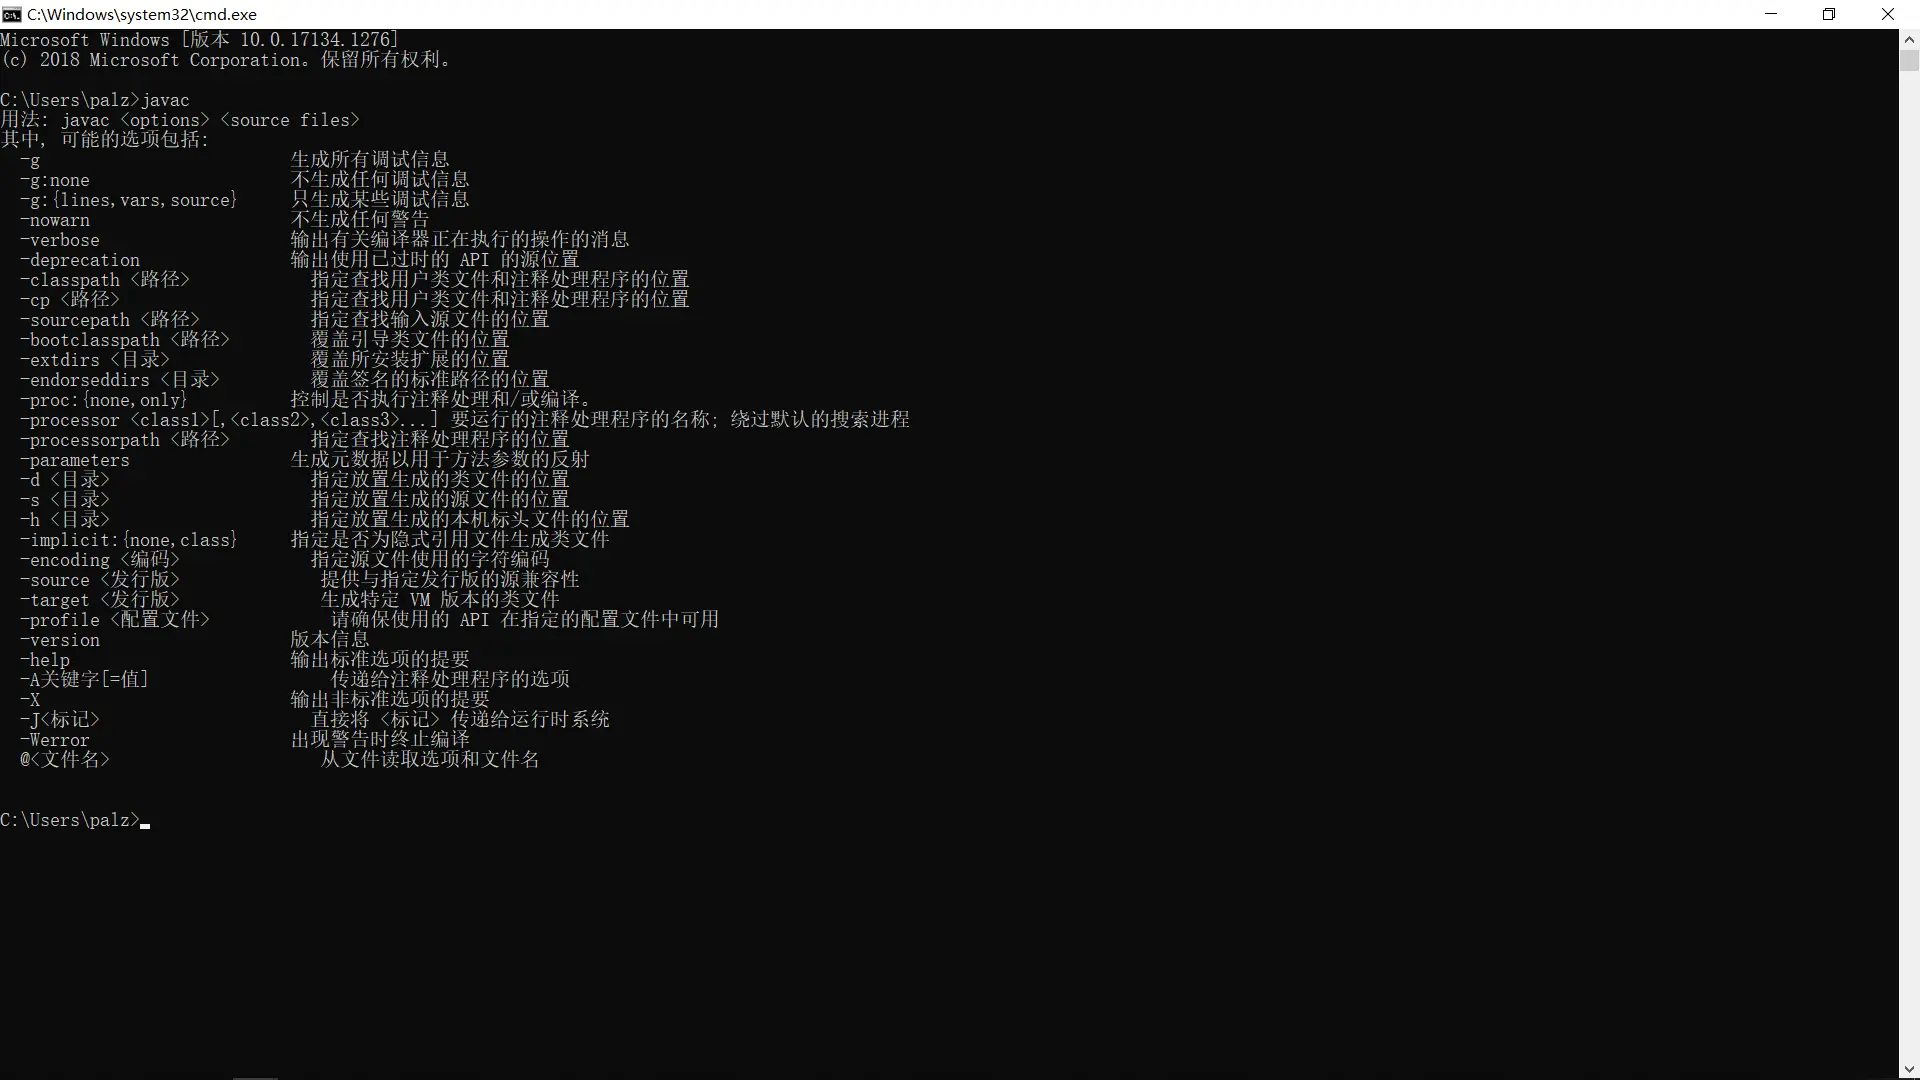 C:\Windows\system32\cmd.exe
Microsoft Windows [版本 10.0.17134.1276]
(c) 2018 Microsoft Corporation。保留所有权利。
C:\Users\palz>javac
用法: javac <options> <source files>
其中, 可能的选项包括:
-g 生成所有调试信息
-g:none 不生成任何调试信息
-g:{lines,vars,source} 只生成某些调试信息
-nowarn 不生成任何警告
-verbose 输出有关编译器正在执行的操作的消息
-deprecation 输出使用已过时的 API 的源位置
-classpath <路径> 指定查找用户类文件和注释处理程序的位置
-cp <路径> 指定查找用户类文件和注释处理程序的位置
-sourcepath <路径> 指定查找输入源文件的位置
-bootclasspath <路径> 覆盖引导类文件的位置
-extdirs <目录> 覆盖所安装扩展的位置
-endorseddirs <目录> 覆盖签名的标准路径的位置
-proc:{none,only} 控制是否执行注释处理和/或编译。
-processor <class1>[,<class2>,<class3>...] 要运行的注释处理程序的名称; 绕过默认的搜索进程
-processorpath <路径> 指定查找注释处理程序的位置
-parameters 生成元数据以用于方法参数的反射
-d <目录> 指定放置生成的类文件的位置
-s <目录> 指定放置生成的源文件的位置
-h <目录> 指定放置生成的本机标头文件的位置
-implicit:{none,class} 指定是否为隐式引用文件生成类文件
-encoding <编码> 指定源文件使用的字符编码
-source <发行版> 提供与指定发行版的源兼容性
-target <发行版> 生成特定 VM 版本的类文件
-profile <配置文件> 请确保使用的 API 在指定的配置文件中可用
-version 版本信息
-help 输出标准选项的提要
-A关键字[=值] 传递给注释处理程序的选项
-X 输出非标准选项的提要
-J<标记> 直接将 <标记> 传递给运行时系统
-Werror 出现警告时终止编译
@<文件名> 从文件读取选项和文件名
C:\Users\palz>